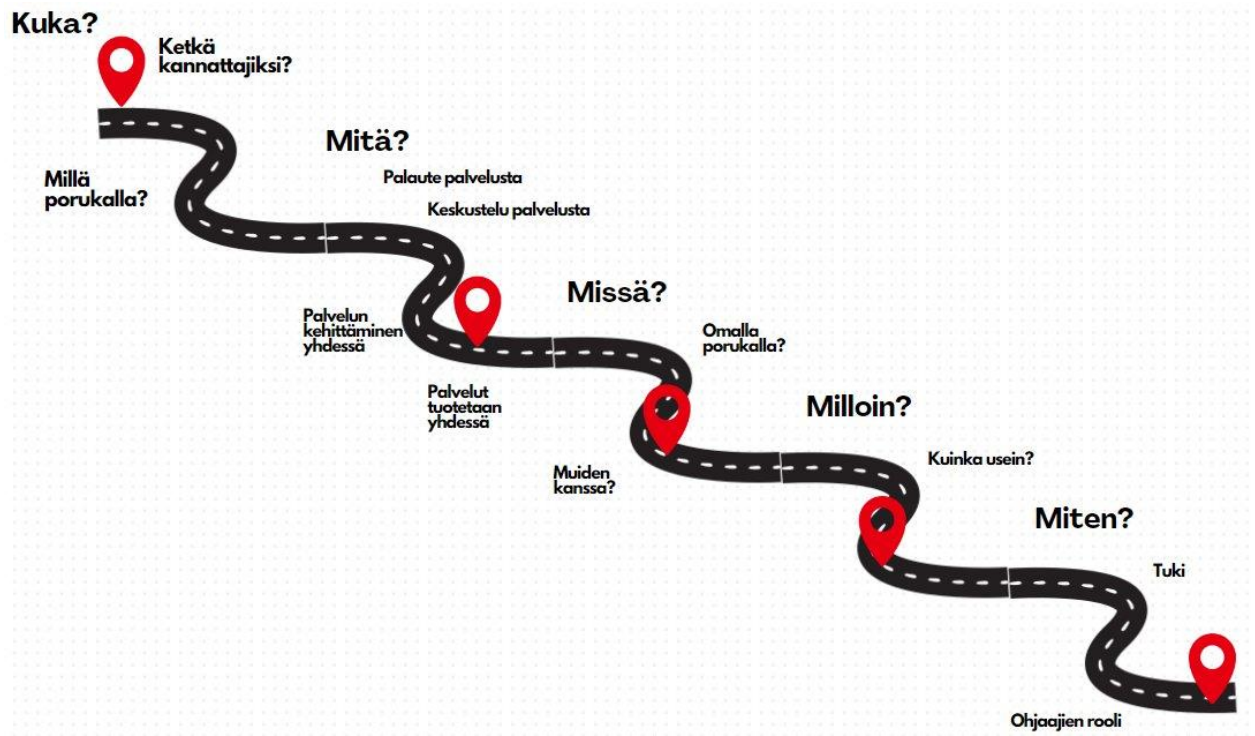 Kuka?
Ketkä
kannattajiksi?
Millä
porukalla?
Mitä?
Palaute palvelusta
Keskustelu palvelusta
Palvelun
kehittäminen
yhdessä
Palvelut
tuotetaan
yhdessä
Missä?
Omalla
porukalla?
Muiden
kanssa?
Milloin?
Kuinka usein?
Miten?
Tuki
Ohjaajien rooli